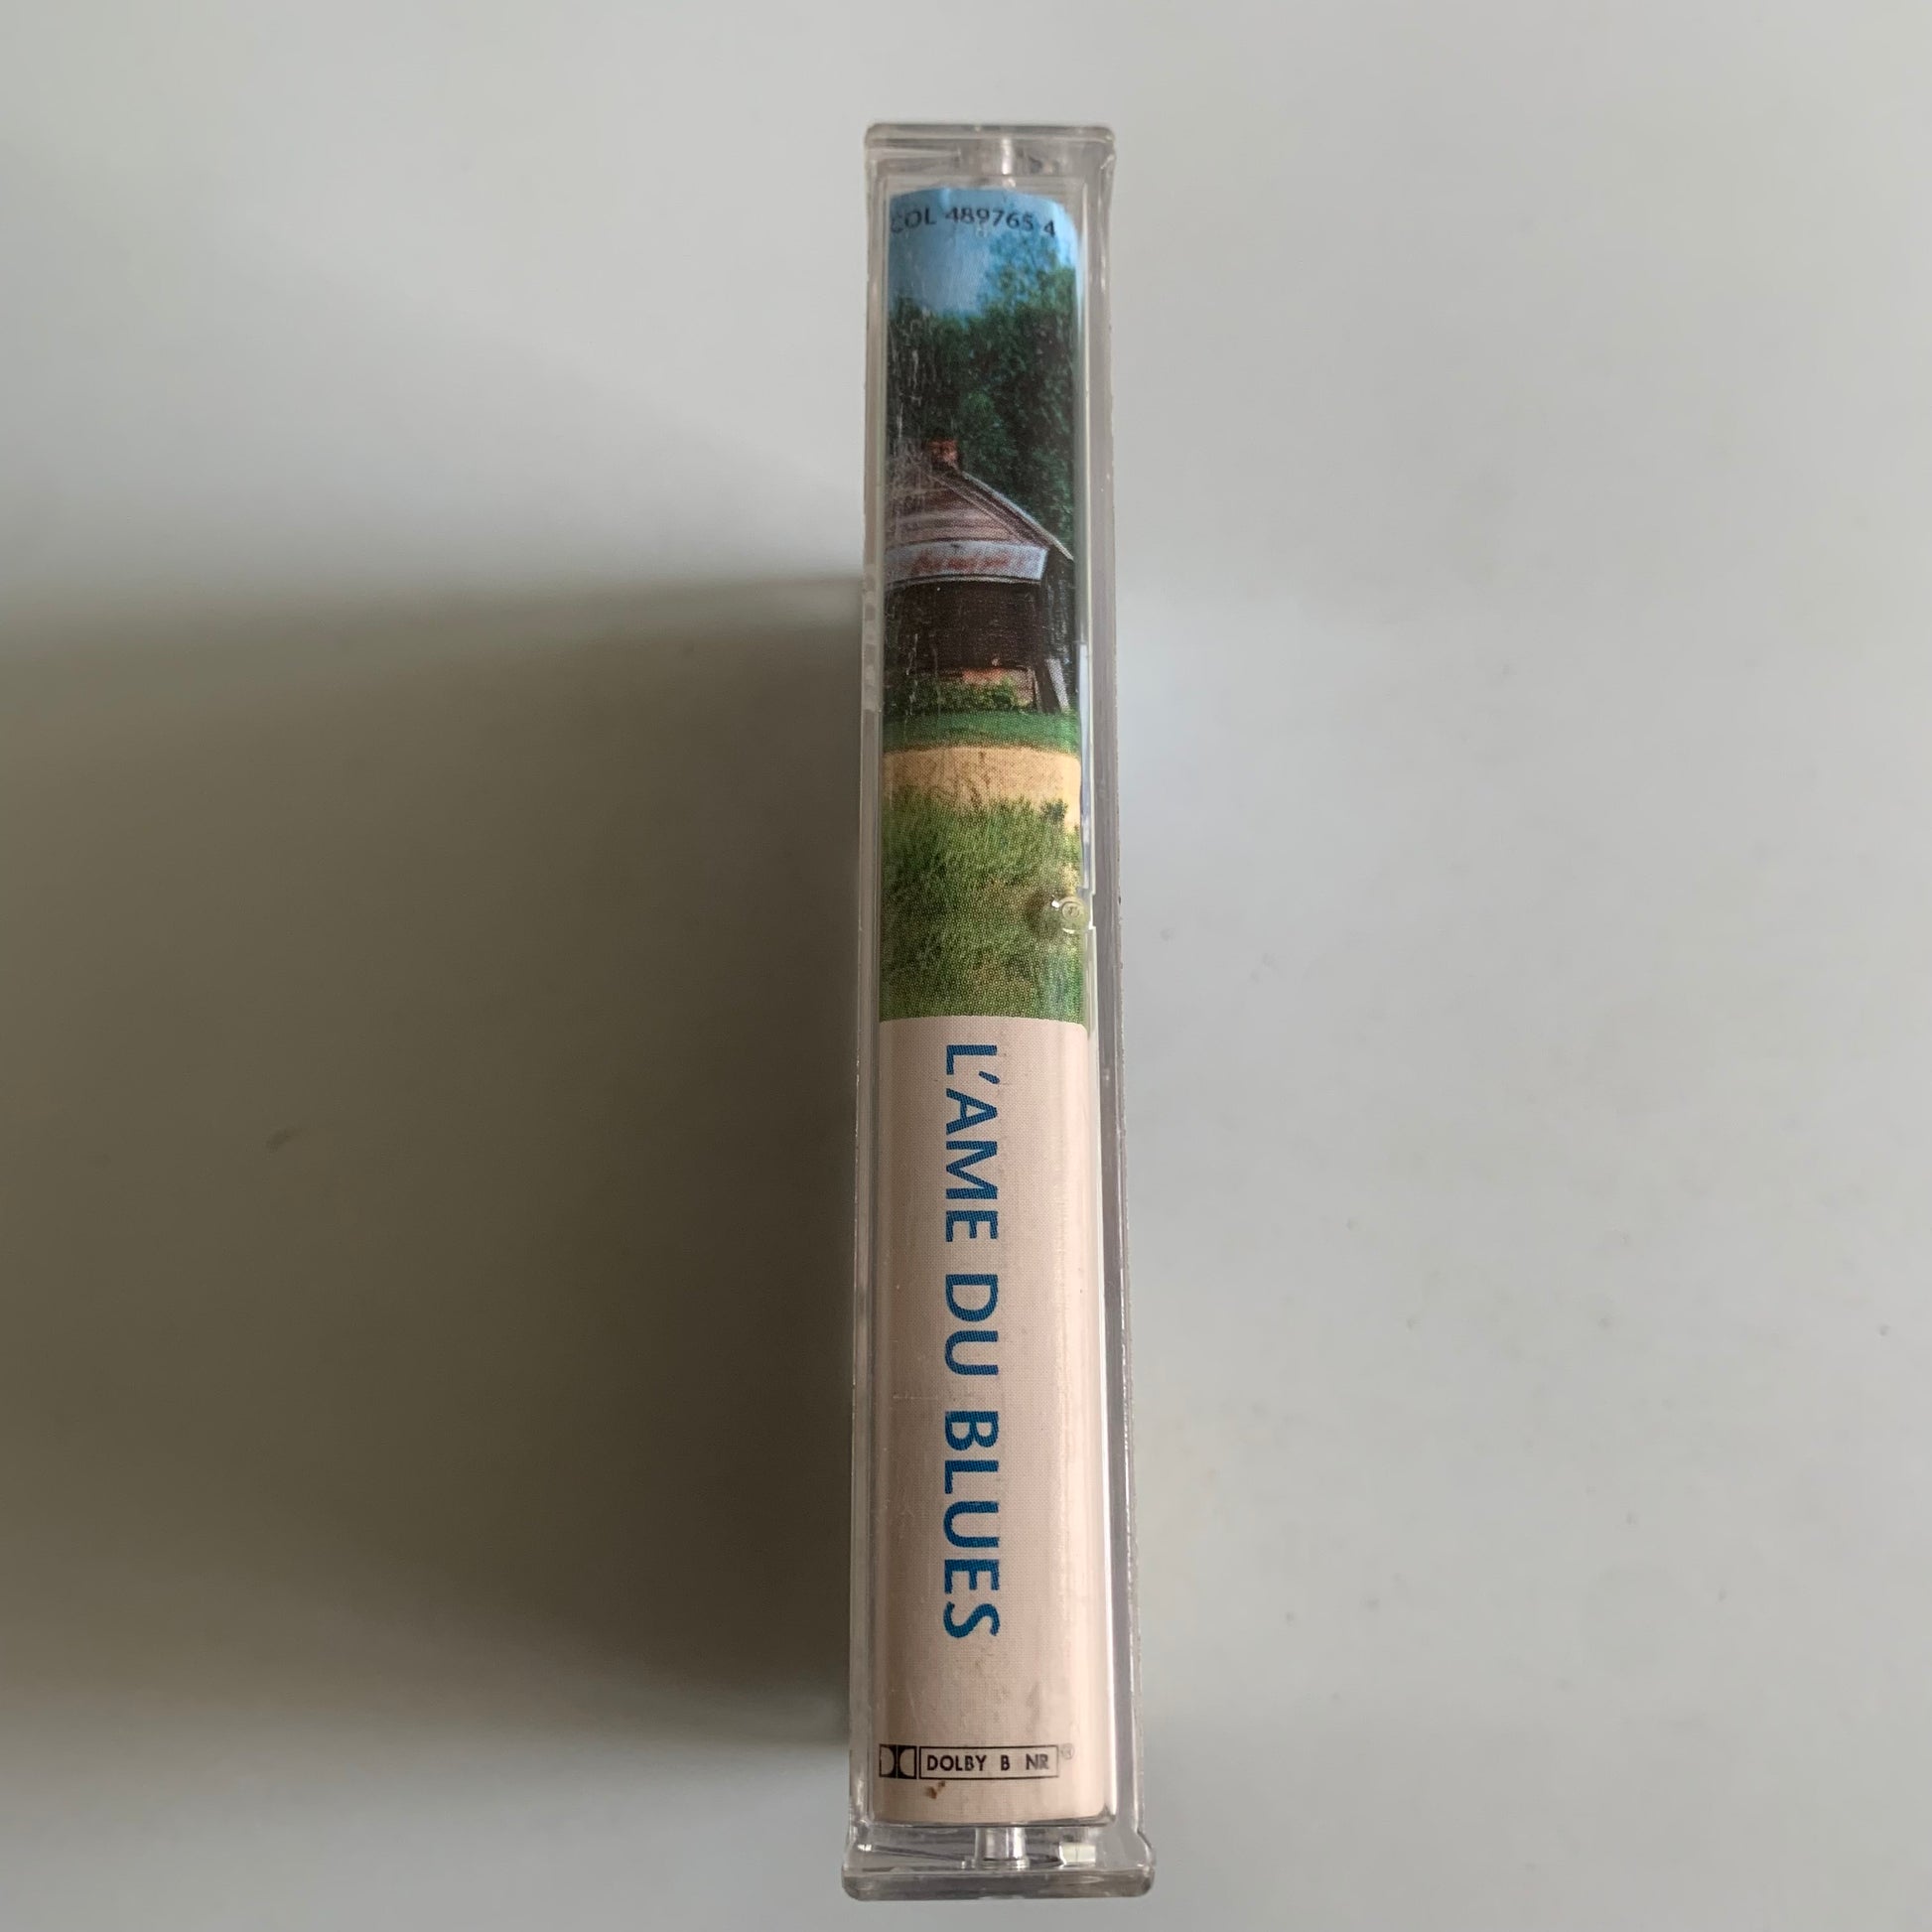 COL 489765 4
L'AME DU BLUES
DOLBY B NR ®